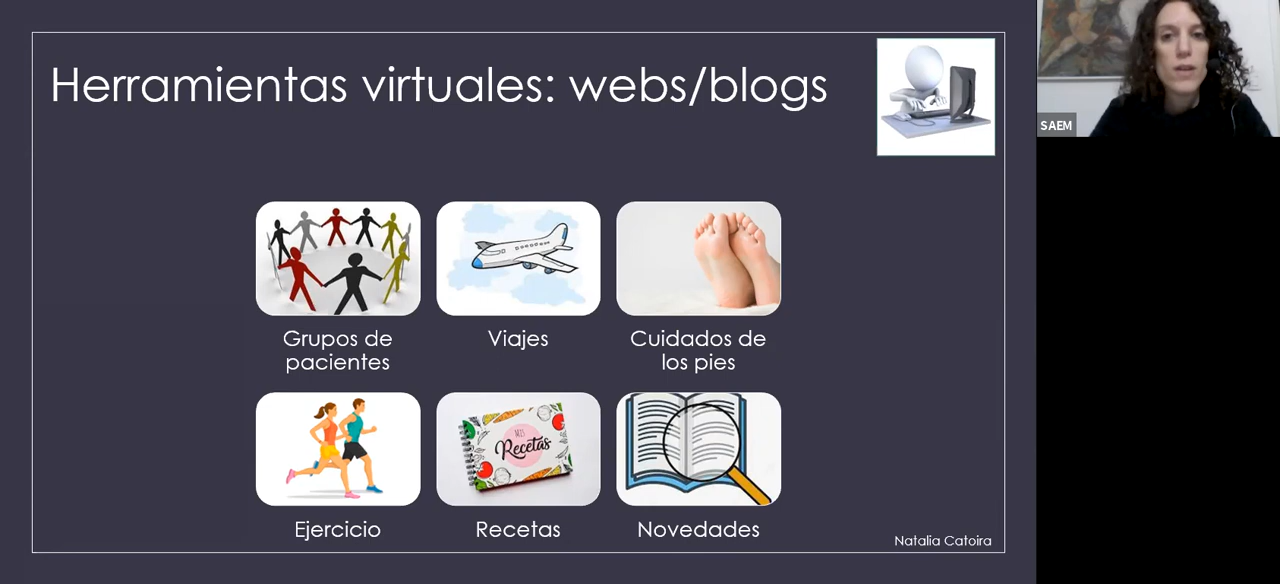 Herramientas virtuales: webs/blogs
SAEM
Grupos de
pacientes
Viajes
Cuidados de
los pies
MIS
Recetas
Ejercicio
Recetas
Novedades
Natalia Catoira